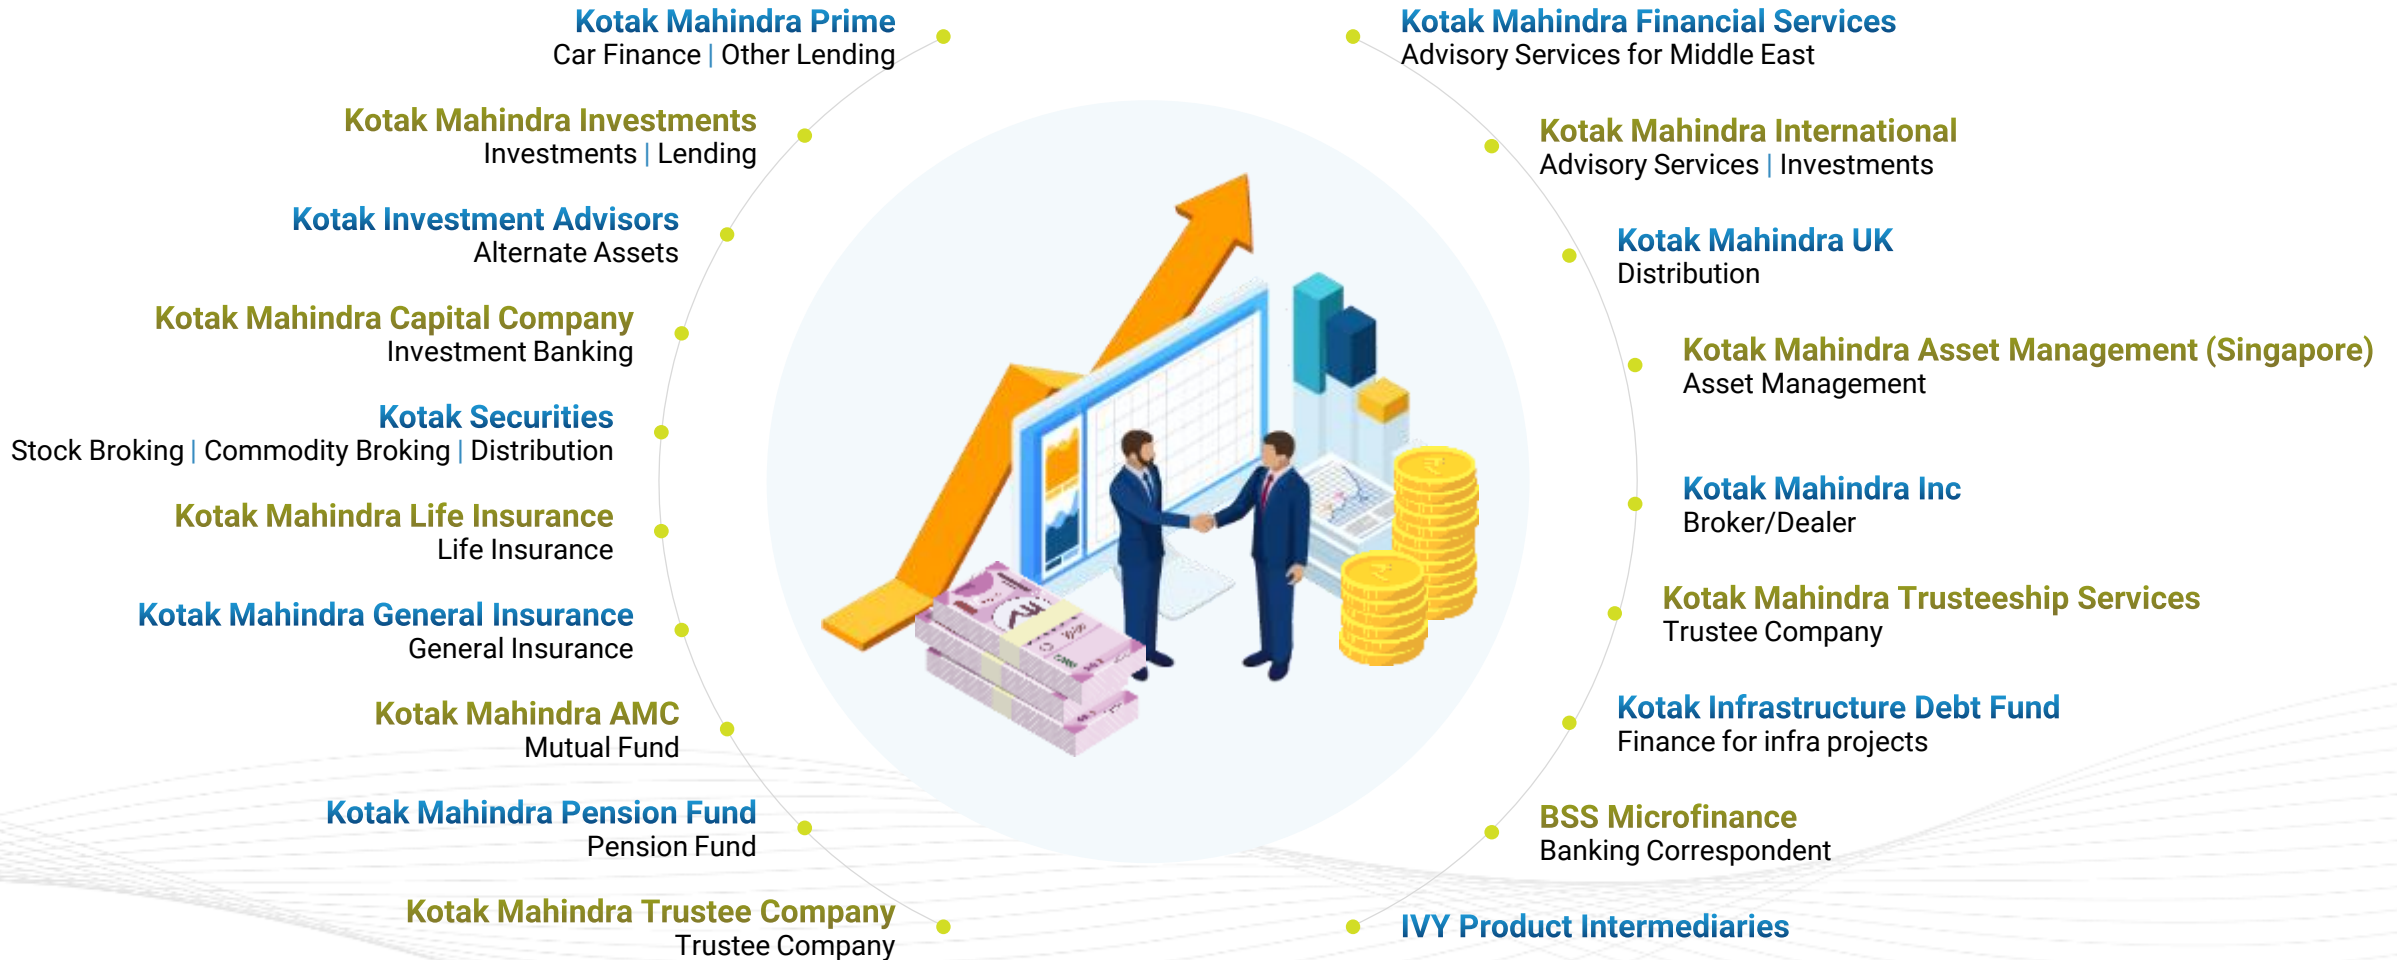 Kotak Mahindra Prime
Car Finance | Other Lending
Kotak Mahindra Investments
Investments | Lending
Kotak Investment Advisors
Alternate Assets
Kotak Mahindra Capital Company
Investment Banking
Kotak Securities
Stock Broking | Commodity Broking | Distribution
Kotak Mahindra Life Insurance
Life Insurance
Kotak Mahindra General Insurance
General Insurance
Kotak Mahindra AMC
Mutual Fund
Kotak Mahindra Pension Fund
Pension Fund
Kotak Mahindra Trustee Company
Trustee Company
Kotak Mahindra Financial Services
Advisory Services for Middle East
Kotak Mahindra International
Advisory Services | Investments
Kotak Mahindra UK
Distribution
Kotak Mahindra Asset Management (Singapore)
Asset Management
Kotak Mahindra Inc
Broker/Dealer
Kotak Mahindra Trusteeship Services
Trustee Company
Kotak Infrastructure Debt Fund
Finance for infra projects
BSS Microfinance
Banking Correspondent
IVY Product Intermediaries